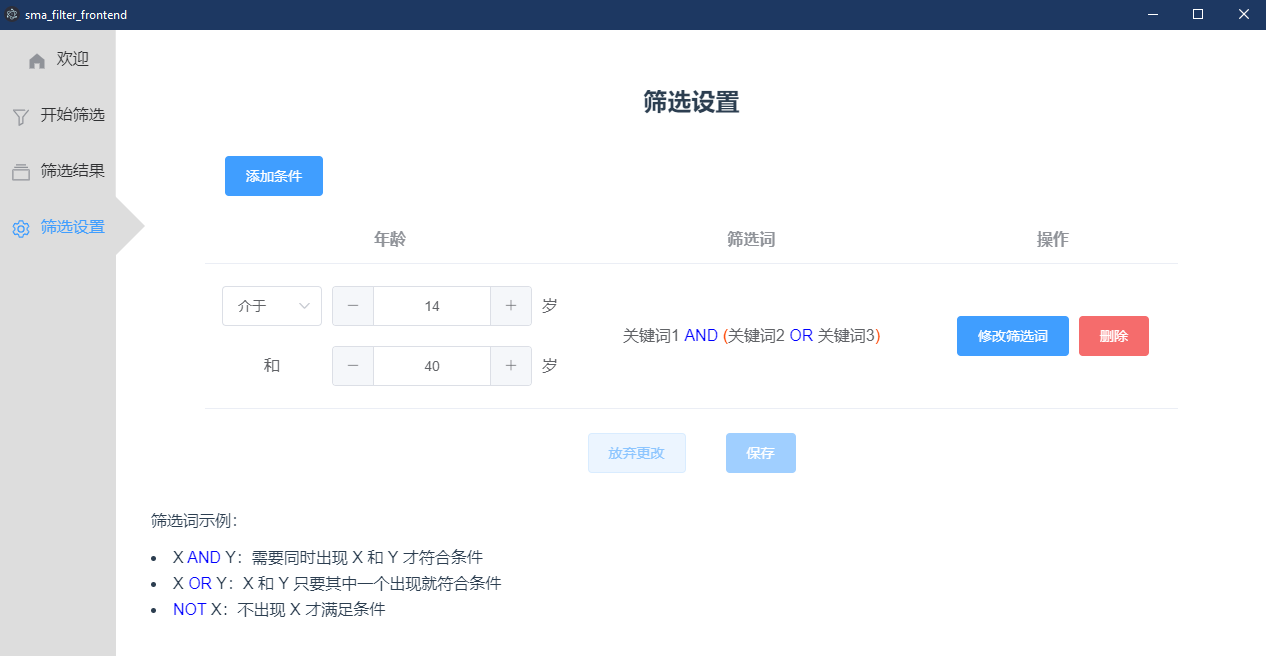 sma_filter_frontend
欢迎
开始筛选
筛选结果
筛选设置
筛选设置
添加条件
年龄 筛选词 操作
介于 14 岁
关键词1 AND (关键词2 OR 关键词3) 修改筛选词 删除
和 40 岁
放弃更改 保存
筛选词示例：
X AND Y：需要同时出现 X 和 Y 才符合条件
X OR Y：X 和 Y 只要其中一个出现就符合条件
NOT X：不出现 X 才满足条件